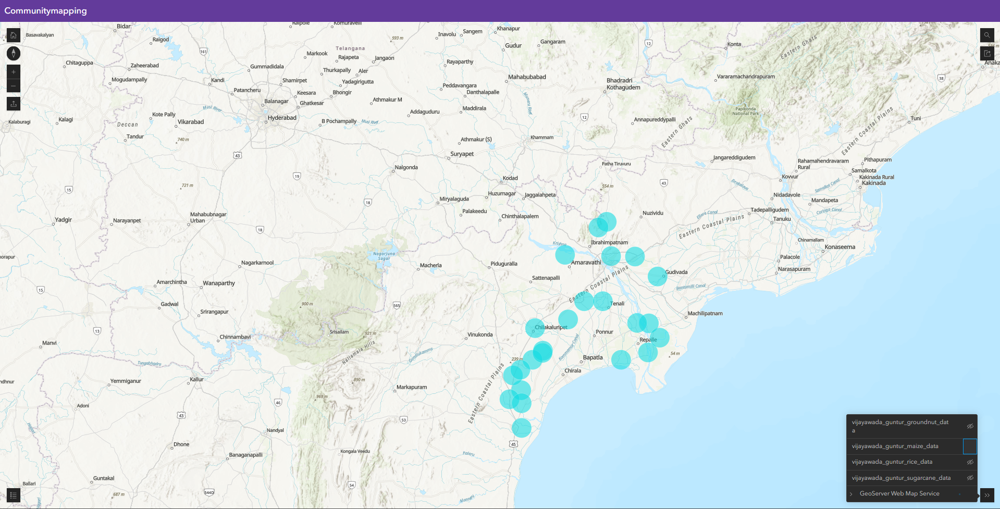 Communitymapping
Bidar
Raipole
Komuravelli
Inavolu
Sangem
Khanapur
Basavakalyan
Raigod
593 m
Gangaram
12
Konta
Eastern Ghats
Telangana
Gudur
161
Markook
Rajapeta
Jangaon
Chitaguppa
Zaheerabad
Gummadidala
Thurkapally
Aler
Rayaparthy
Mogudampally
Kandi
Shamirpet
Yadagirigutta
Mahabubabad
Bhadradri
Kothagudem
Vararamachandrapuram
38
Patancheru
Keesara
Bhongir
Peddavangara
Danthalapalle
Balanagar
Ghatkesar
Athmakur M
Muneru River
Musi River
Kote Pally
Hyderabad
Addaguduru
Maddirala
Papikonda
National Park
Kalaburagi
Kalagi
Vikarabad
B Pochampally
Musi River
12
Annapureddypalli
Tuni
Deccan
Eastern Ghats
Eastern Coastal Plains
Tandur
740 m
Athmakur (S)
Khammam
43
Suryapet
Jangareddigudem
Rahamahendravaram
Rural
Pithapuram
Nalgonda
Patha Tiruvuru
Samalkota
19
Kodad
Kovvur
Kakinada Rural
Kakinada
721 m
15
554 m
43
Errakalava
Samalkot Canal
Huzurnagar
Jaggaiahpeta
Nidadavole
Mandapeta
18
Miryalaguda
Palakeedu
Chinthalapalem
Nuzividu
Ellore Canal
Tadepalligudem
Coringa Canal
Yadgir
Narayanpet
Mahabubnagar
Urban
18
Eastern Coastal Plains
Tanuku
Ibrahimpatnam
Chinamallam
Konaseema
Krishna
Nagarjuna
Sagar
Nagarkarnool
Macherla
Piduguralla
Amaravathi
Palacole
Narasapuram
Gudivada
Sattenapalli
Eastern Coastal Plains
Amarchintha
Wanaparthy
15
Bantumilli Canal
Gadwal
900 m
565
Tenali
Srirangapur
Machilipatnam
13
Srisailam
921 m
Vinukonda
Chilakaluripet
Ponnur
Chinnambavi
Repalle
Manvi
Nallamala Hills
Gundlukamma
Kommamur Canal
Bapatla
54 m
239 m
Tungabhadra
Chirala
Yemmiganur
Kallur
890 m
Markapuram
Eastern Coastal Plains
969 m
46
Adoni
43
53
Nandyal
Hagari
Dhone
Banaganapalli
Kongala Veedu
45
Paleru
Guntakal
Ballari
687 m
544D
54
vijayawada_guntur_groundnut_dat
a
vijayawada_guntur_maize_data
vijayawada_guntur_rice_data
vijayawada_guntur_sugarcane_data
GeoServer Web Map Service